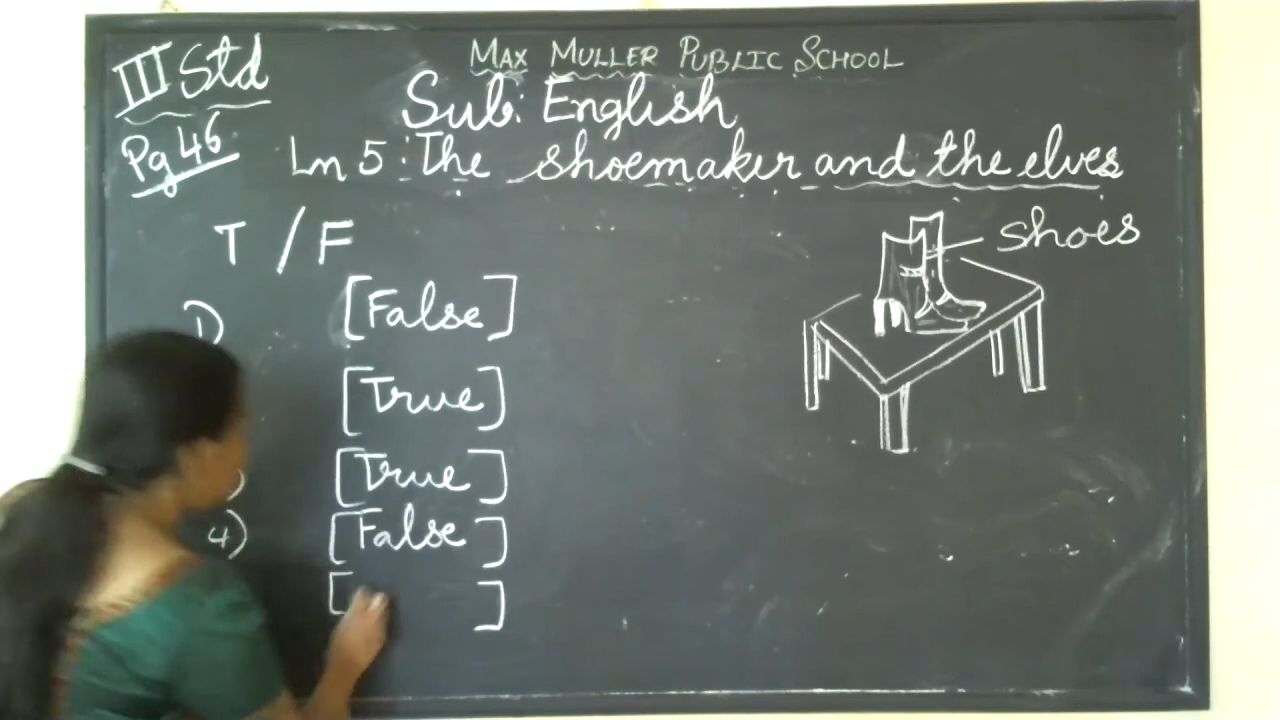 MAX MULLER PUBLIC SCHOOL
III Std
Sub: English
Pg 46
Ln 5 : The shoemaker and the elves
T / F
shoes
1) [False]
[True]
) [True]
4) [False]
[ ]